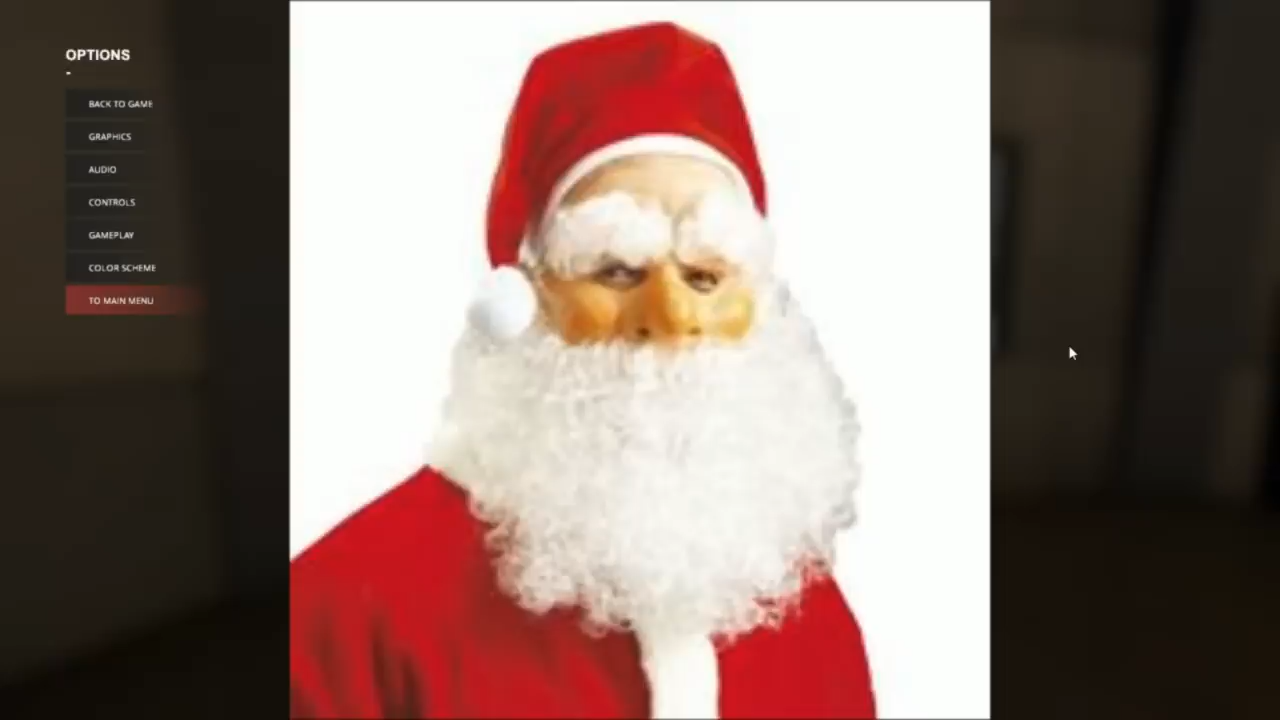 OPTIONS
-
BACK TO GAME
GRAPHICS
AUDIO
CONTROLS
GAMEPLAY
COLOR SCHEME
TO MAIN MENU